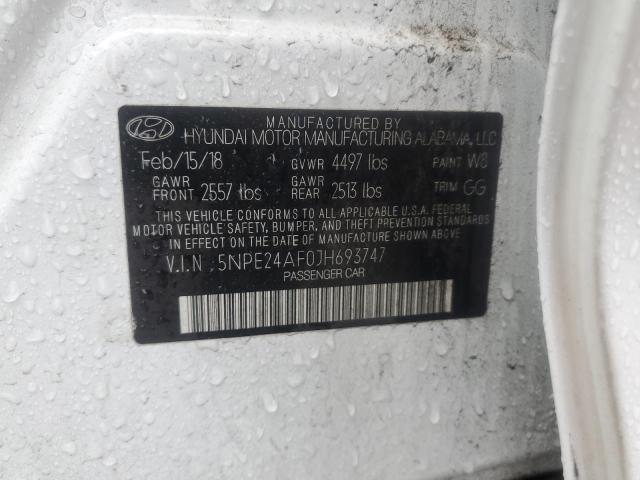 MANUFACTURED BY
HYUNDAI MOTOR MANUFACTURING ALABAMA, LLC
Feb/15/18 GVWR 4497 lbs PAINT W8
GAWR FRONT 2557 lbs GAWR REAR 2513 lbs TRIM GG
THIS VEHICLE CONFORMS TO ALL APPLICABLE U.S.A. FEDERAL
MOTOR VEHICLE SAFETY, BUMPER, AND THEFT PREVENTION STANDARDS
IN EFFECT ON THE DATE OF MANUFACTURE SHOWN ABOVE.
V.I.N 5NPE24AF0JH693747
PASSENGER CAR